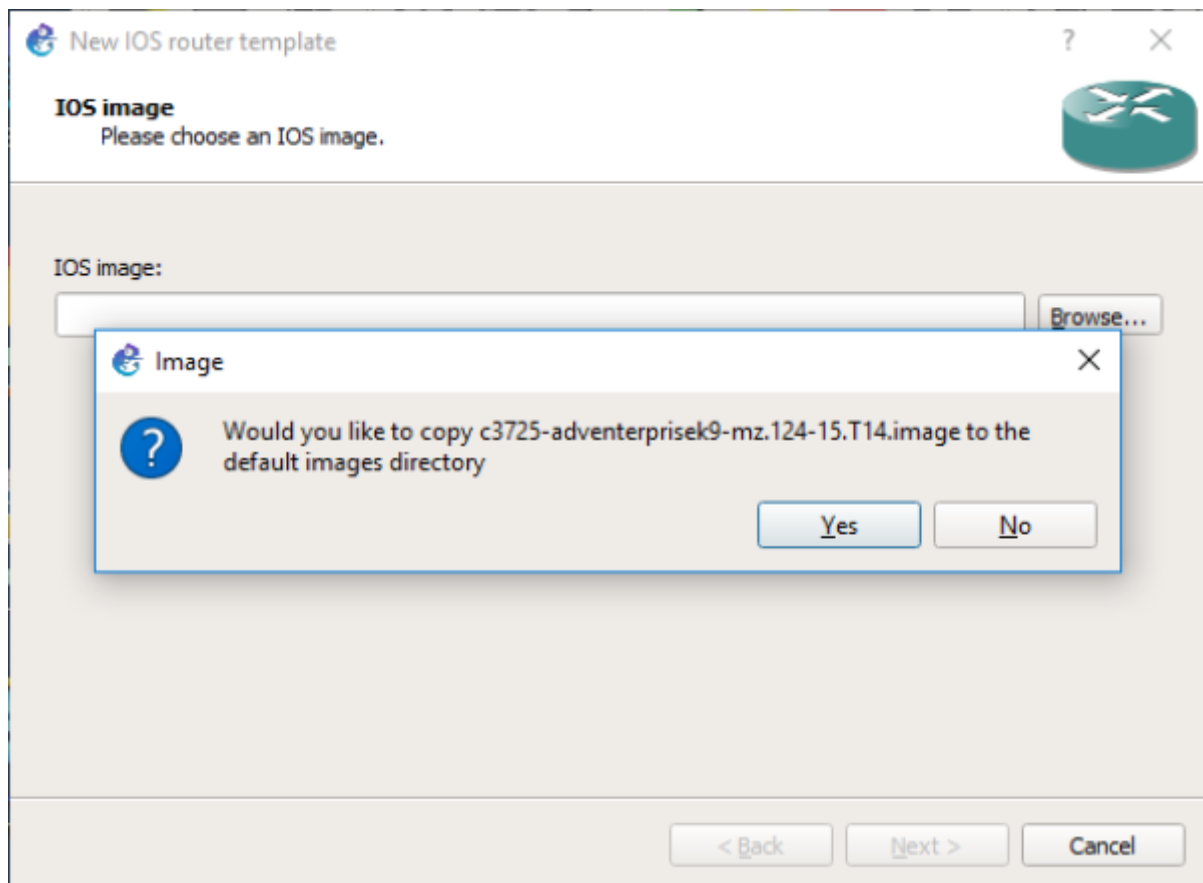 New IOS router template
?
IOS image
Please choose an IOS image.
IOS image:
Browse...
Image
Would you like to copy c3725-adventerprisek9-mz.124-15.T14.image to the
default images directory
Yes
No
< Back
Next >
Cancel